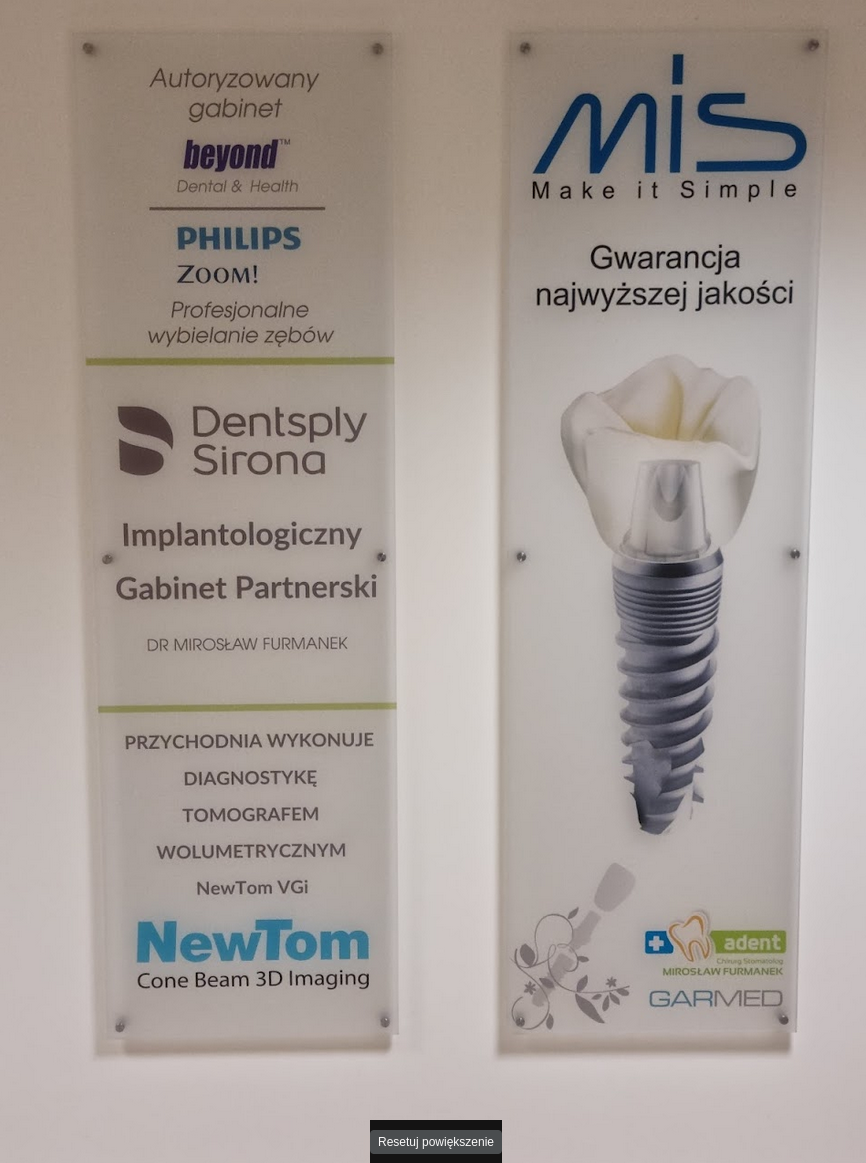 Autoryzowany
gabinet
beyond™
Dental & Health
PHILIPS
ZOOM!
Profesjonalne
wybielanie zębów
Dentsply
Sirona
Implantologiczny
Gabinet Partnerski
DR MIROSŁAW FURMANEK
PRZYCHODNIA WYKONUJE
DIAGNOSTYKĘ
TOMOGRAFEM
WOLUMETRYCZNYM
NewTom VGi
NewTom
Cone Beam 3D Imaging
mis
Make it Simple
Gwarancja
najwyższej jakości
adent
Chirurg Stomatolog
MIROSŁAW FURMANEK
GARMED
Resetuj powiększenie